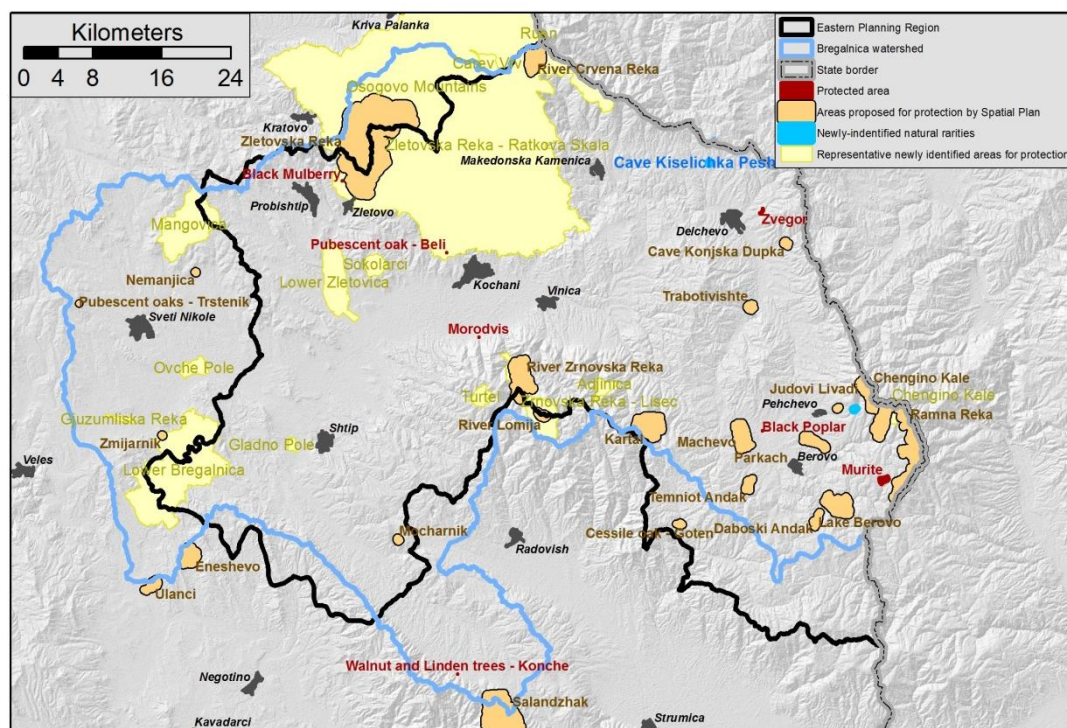 Kilometers
0 4 8 16 24
Eastern Planning Region
Bregalnica watershed
State border
Protected area
Areas proposed for protection by Spatial Plan
Newly-indentified natural rarities
Representative newly identified areas for protection
Kriva Palanka
Ruen
Carev Vrv
River Crvena Reka
Osogovo Mountains
Kratovo
Zletovska Reka
Zletovska Reka - Ratkova Skala
Makedonska Kamenica
Cave Kiselichka Pesh
Black Mulberry
Probishtip
Zletovo
Zvegor
Delchevo
Mangovica
Pubescent oak - Beli
Cave Konjska Dupka
Sokolarci
Nemanjica
Lower Zletovica
Kochani
Vinica
Trabotivishte
Pubescent oaks - Trstenik
Sveti Nikole
Morodvis
Ovche Pole
River Zrnovska Reka
Adjinica
Judovi Livad
Chengino Kale
Chengino Kale
Turtel
Zrnovska Reka - Lisec
Pehchevo
Ramna Reka
Gjuzumliska Reka
River Lomija
Black Poplar
Zmijarnik
Gladno Pole
Shtip
Kartal
Machevo
Parkach
Berovo
Veles
Lower Bregalnica
Murite
Temniot Andak
Mocharnik
Radovish
Cessile oak - Goten
Daboski Andak
Lake Berovo
Eneshevo
Ulanci
Walnut and Linden trees - Konche
Negotino
Salandzhak
Kavadarci
Strumica